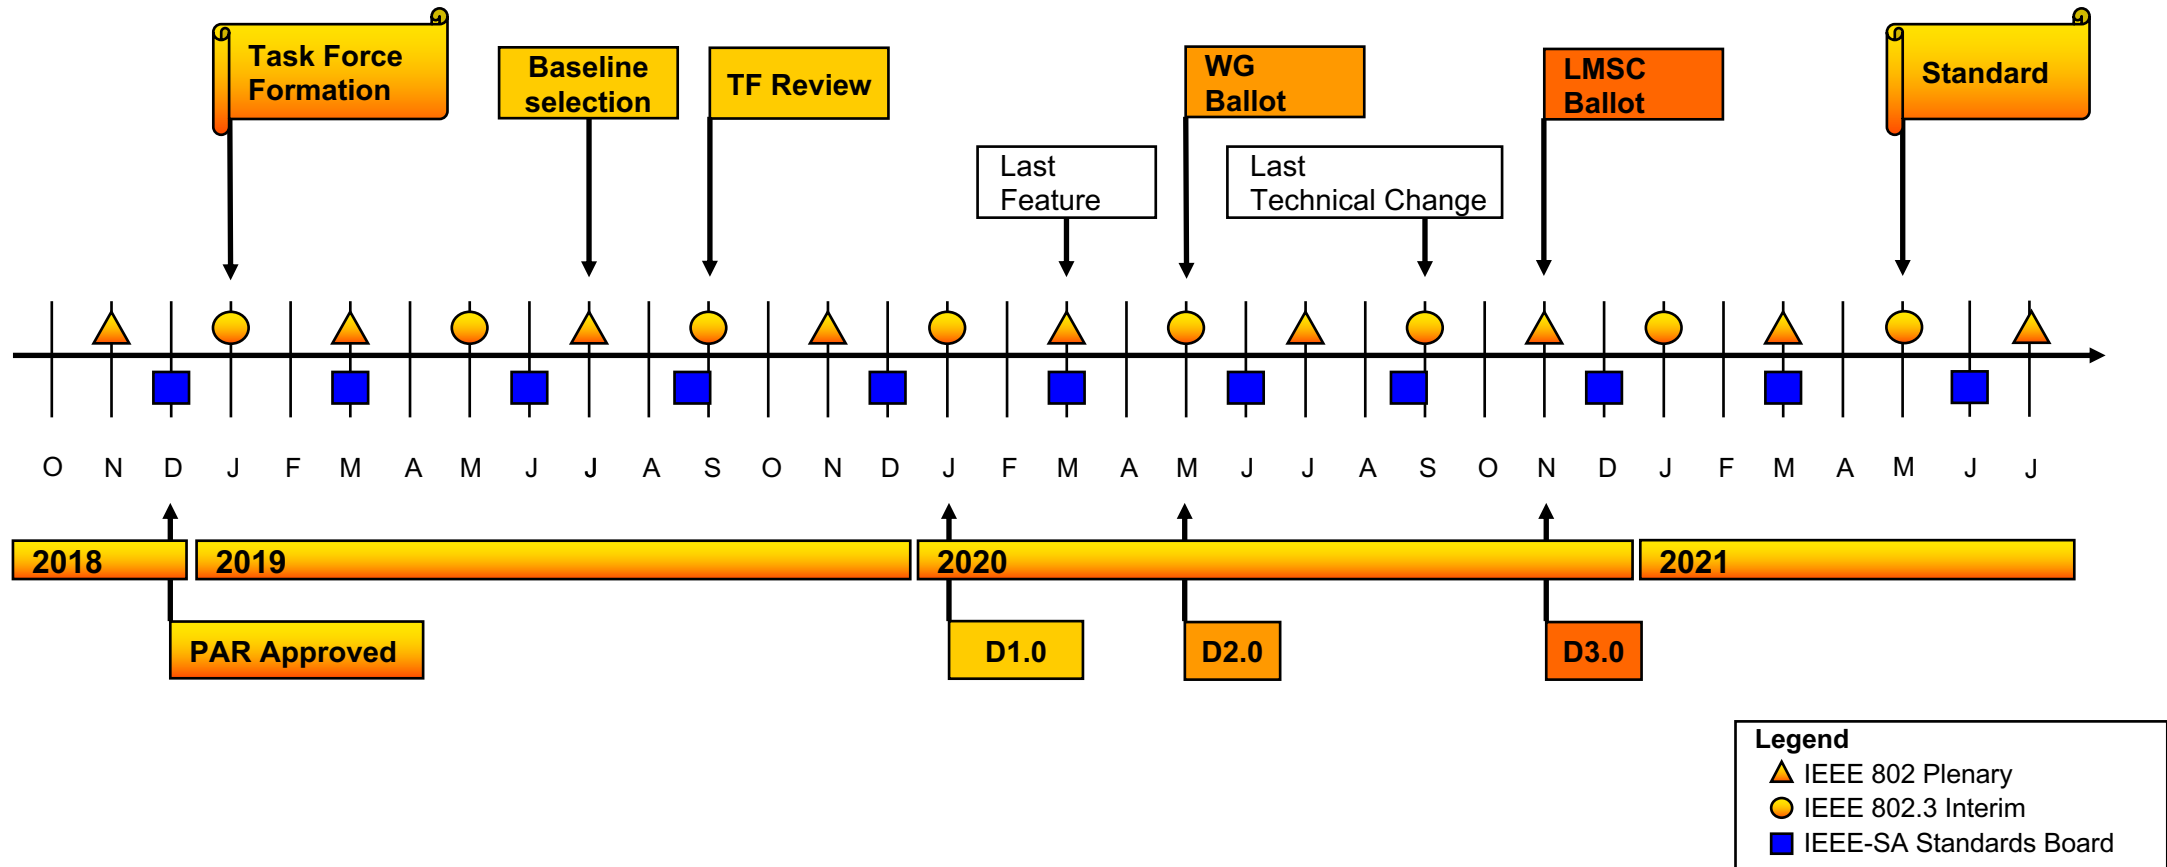 Task Force
Formation
Baseline
selection
TF Review
WG
Ballot
LMSC
Ballot
Standard
Last
Feature
Last
Technical Change
O N D J F M A M J J A S O N D J F M A M J J A S O N D J F M A M J J
2018 2019 2020 2021
PAR Approved
D1.0
D2.0
D3.0
Legend
IEEE 802 Plenary
IEEE 802.3 Interim
IEEE-SA Standards Board